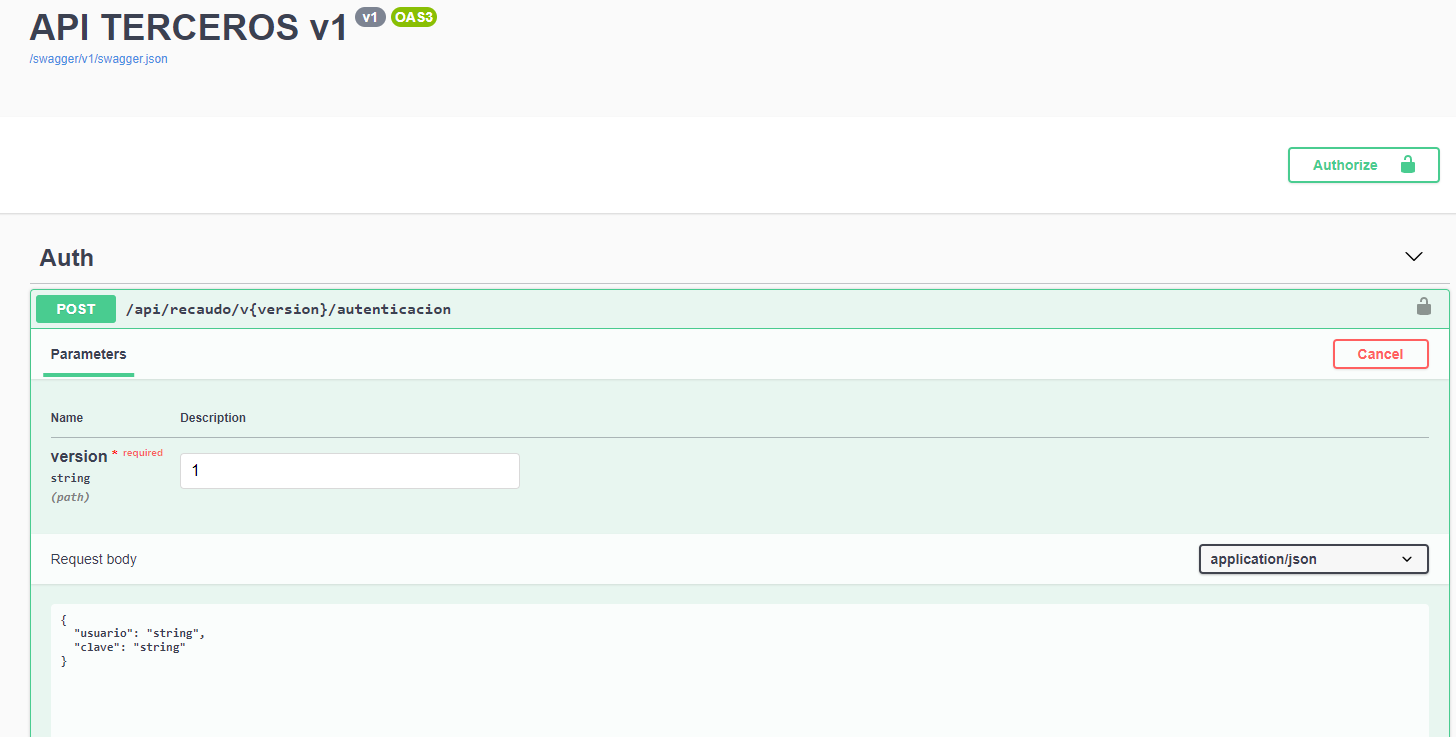 API TERCEROS v1 v1 OAS3
/swagger/v1/swagger.json
Authorize
Auth
POST /api/recaudo/v{version}/autenticacion
Parameters Cancel
Name Description
version * required 1
string
(path)
Request body application/json
{
  "usuario": "string",
  "clave": "string"
}